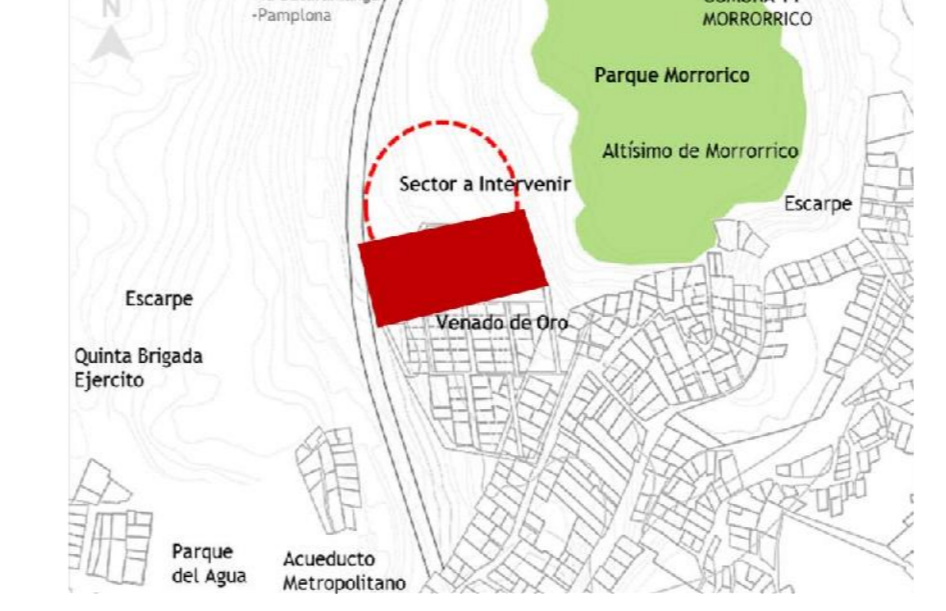 N
-Pamplona
MORRORRICO
Parque Morrorico
Altísimo de Morrorrico
Sector a Intervenir
Escarpe
Escarpe
Venado de Oro
Quinta Brigada
Ejercito
Parque
del Agua
Acueducto
Metropolitano